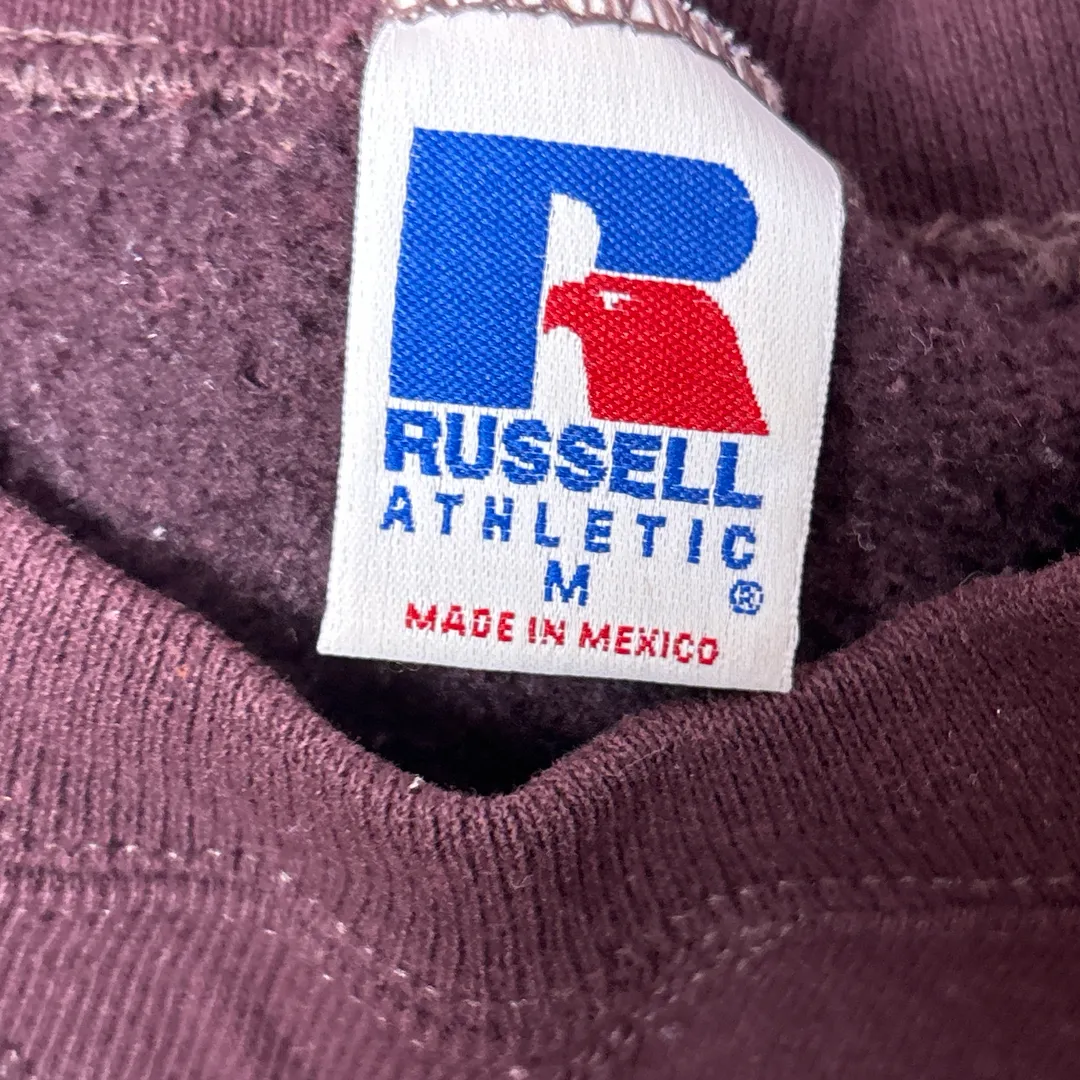 R
RUSSELL
ATHLETIC
M ®
MADE IN MEXICO